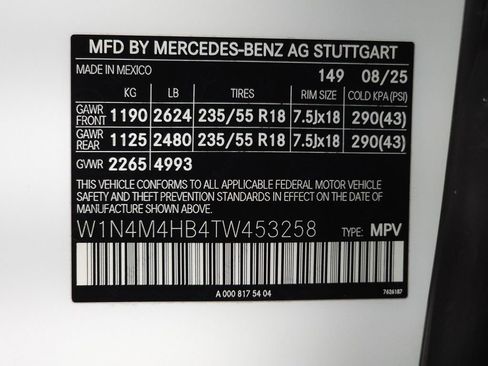 MFD BY MERCEDES-BENZ AG STUTTGART
MADE IN MEXICO 149 08/25
KG LB TIRES RIM SIZE COLD KPA(PSI)
GAWR FRONT 1190 2624 235/55 R18 7.5Jx18 290(43)
GAWR REAR 1125 2480 235/55 R18 7.5Jx18 290(43)
GVWR 2265 4993
THIS VEHICLE CONFORMS TO ALL APPLICABLE FEDERAL MOTOR VEHICLE
SAFETY AND THEFT PREVENTION STANDARDS IN EFFECT ON THE DATE
OF MANUFACTURE SHOWN ABOVE.
W1N4M4HB4TW453258 TYPE: MPV
A 000 817 54 04 7626187